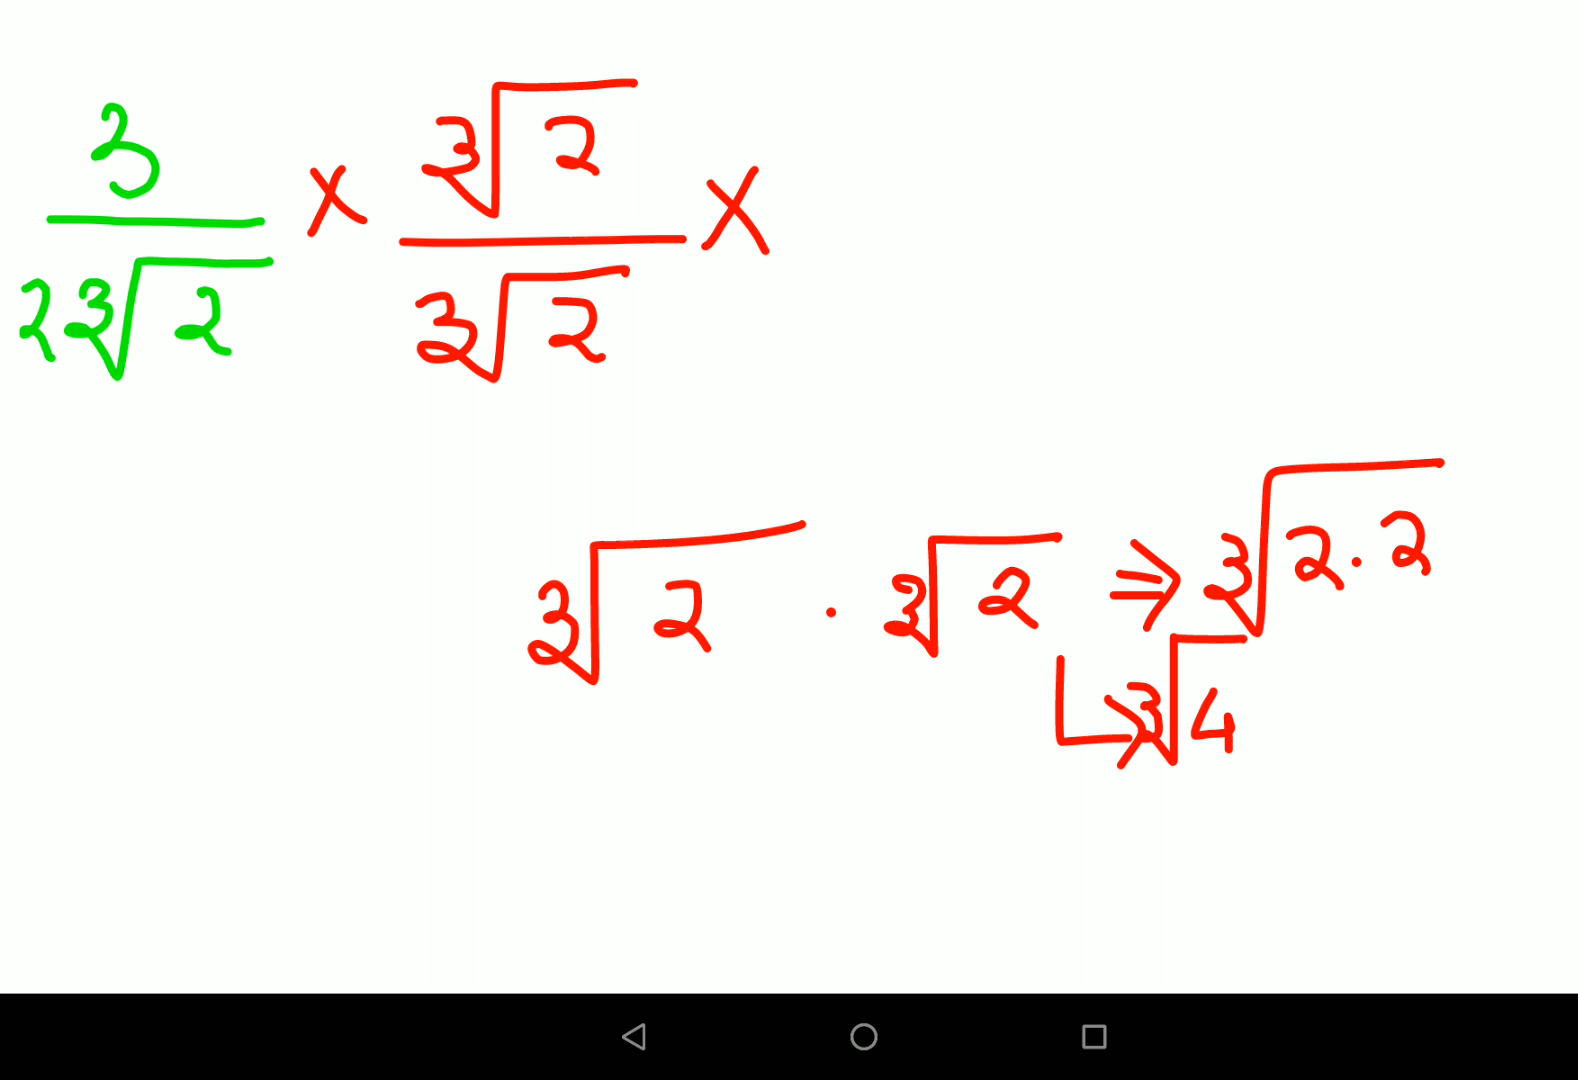 3/(2∛2) × ∛2/∛2 ×
∛2 · ∛2 ⇒ ∛(2·2)
↳ ∛4